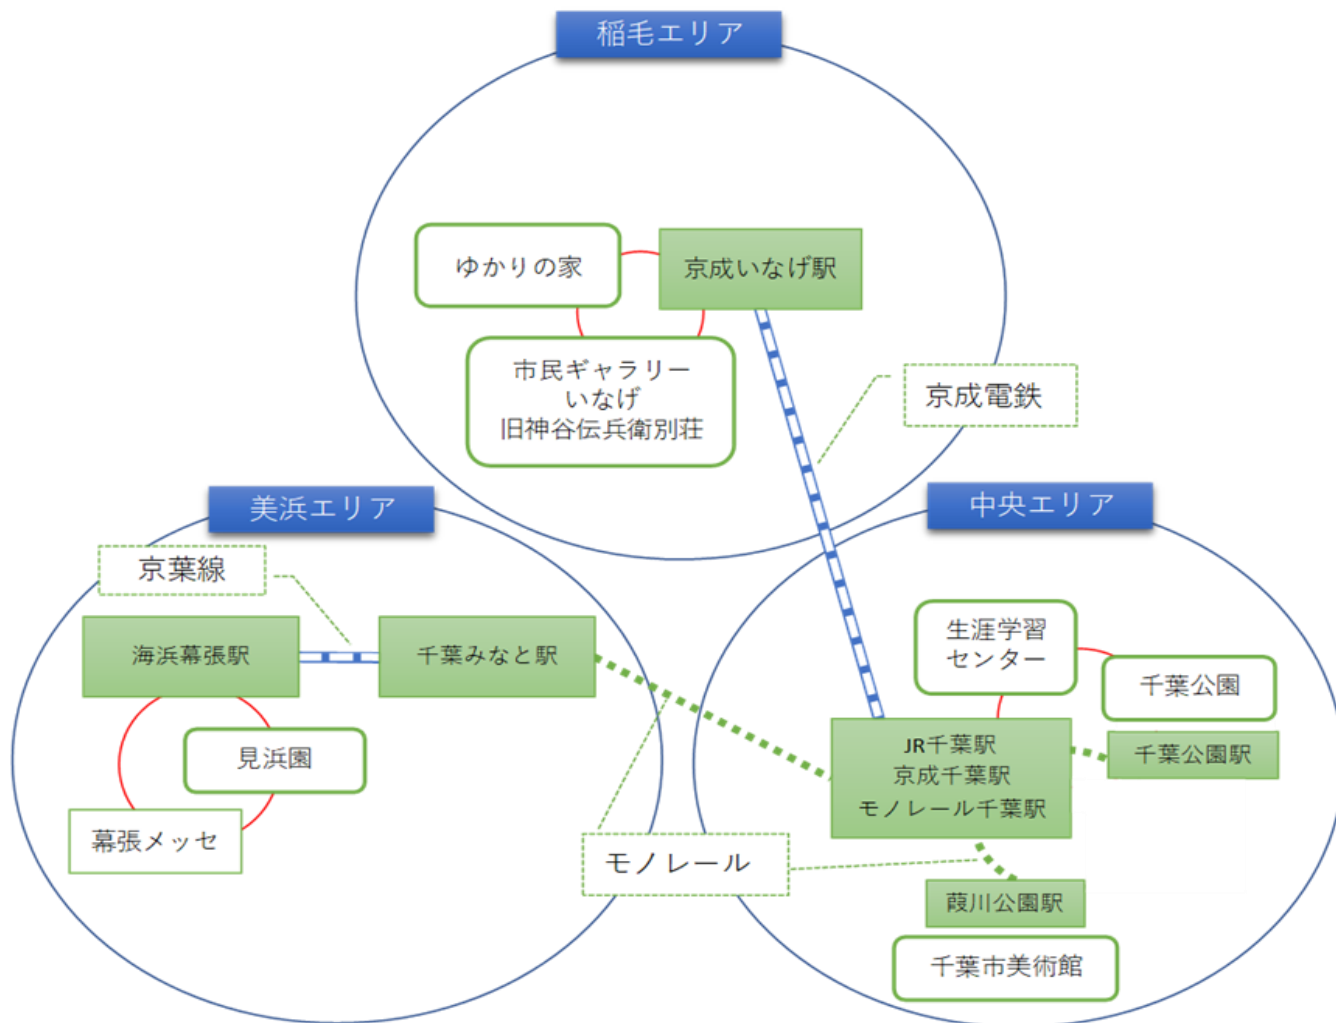 稲毛エリア
ゆかりの家
京成いなげ駅
市民ギャラリー
いなげ
旧神谷伝兵衛別荘
京成電鉄
美浜エリア
京葉線
海浜幕張駅
千葉みなと駅
見浜園
幕張メッセ
モノレール
中央エリア
生涯学習
センター
千葉公園
JR千葉駅
京成千葉駅
モノレール千葉駅
千葉公園駅
葭川公園駅
千葉市美術館